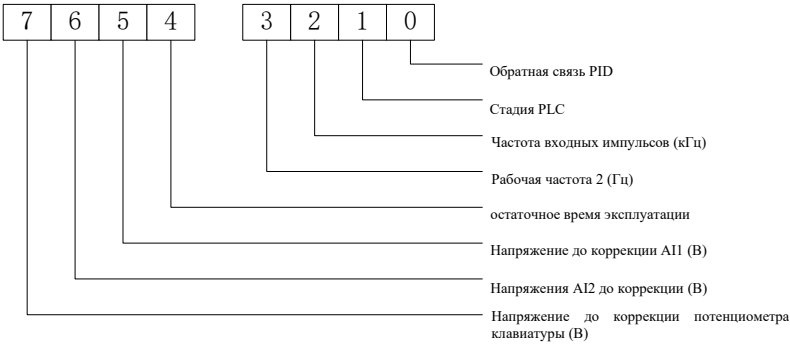 7 6 5 4 3 2 1 0
Обратная связь PID
Стадия PLC
Частота входных импульсов (кГц)
Рабочая частота 2 (Гц)
остаточное время эксплуатации
Напряжение до коррекции AI1 (В)
Напряжения AI2 до коррекции (В)
Напряжение до коррекции потенциометра
клавиатуры (В)